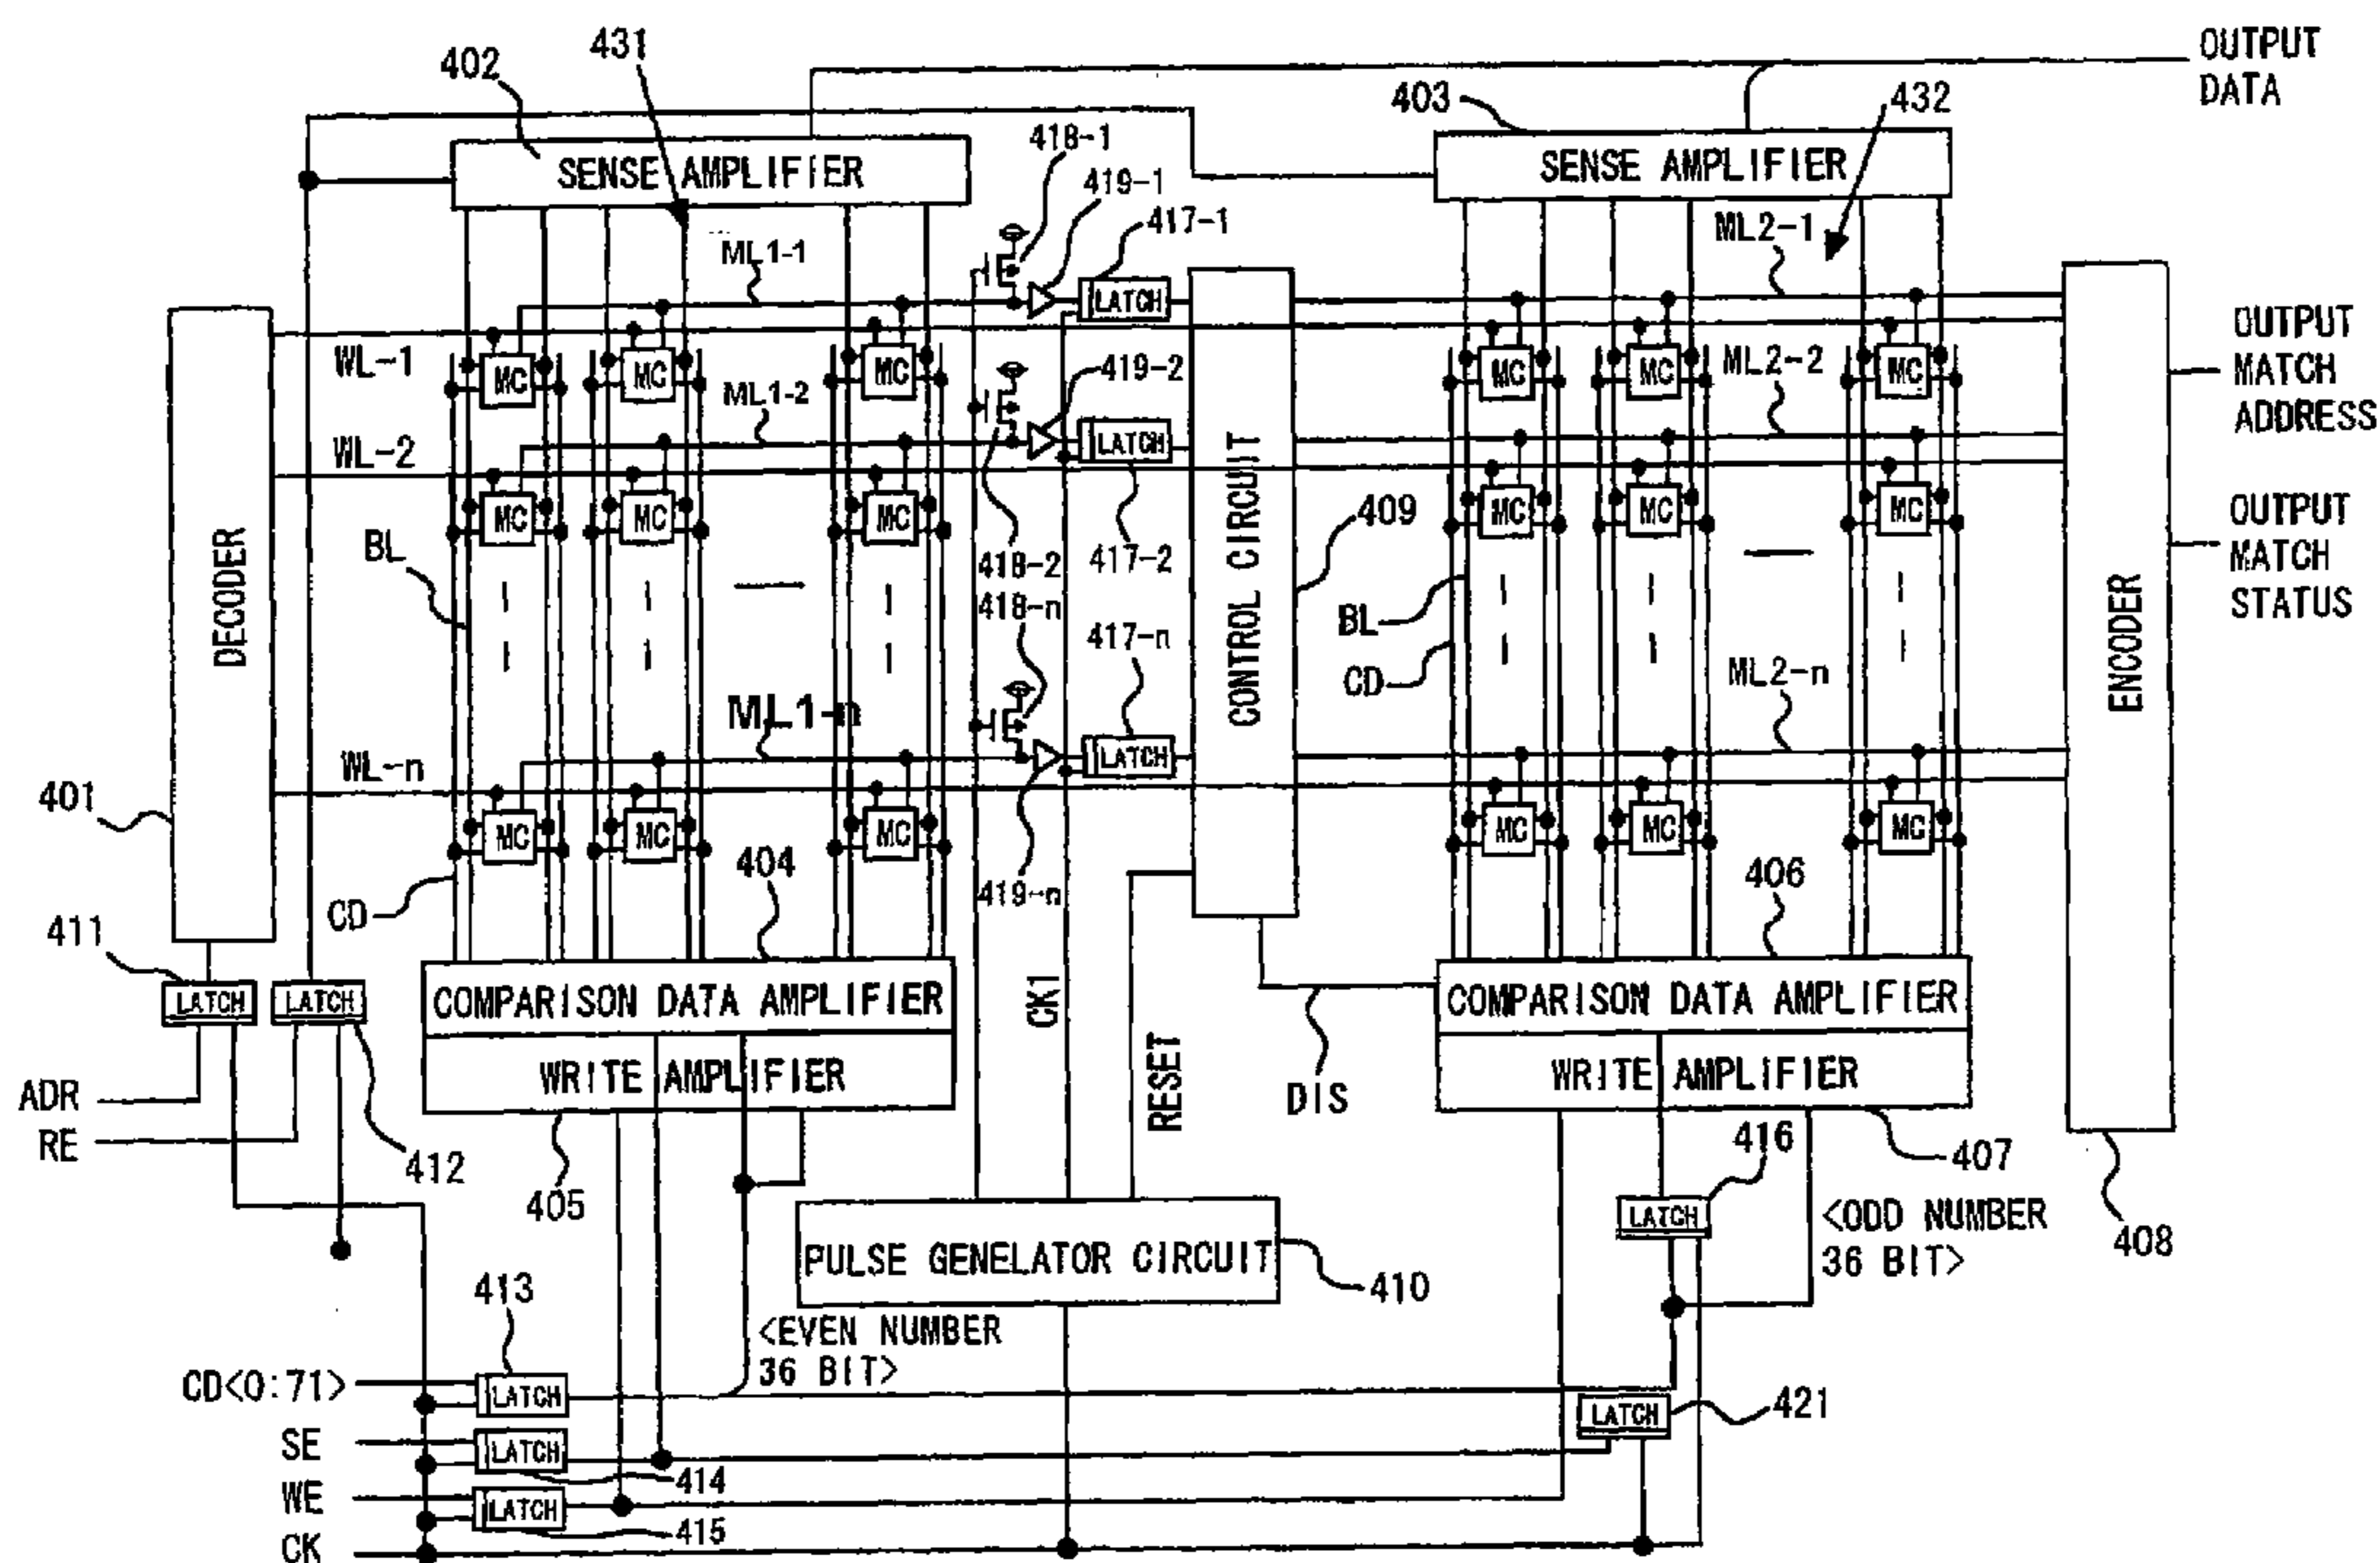 OUTPUT
DATA
431
402
403
432
418-1
SENSE AMPLIFIER
SENSE AMPLIFIER
419-1
417-1
ML1-1
ML2-1
LATCH
OUTPUT
MATCH
ADDRESS
WL-1
MC
MC
MC
419-2
MC
MC
MC
ML2-2
ML1-2
LATCH
WL-2
MC
MC
MC
MC
MC
MC
OUTPUT
MATCH
STATUS
409
BL
418-2
417-2
418-n
417-n
BL
DECODER
CONTROL CIRCUIT
ENCODER
CD
ML2-n
ML1-n
LATCH
WL-n
401
MC
MC
MC
MC
MC
MC
404
406
419-n
CD
411
LATCH
LATCH
COMPARISON DATA AMPLIFIER
CK1
COMPARISON DATA AMPLIFIER
RESET
WRITE AMPLIFIER
WRITE AMPLIFIER
DIS
ADR
RE
412
416
407
405
LATCH
<ODD NUMBER
36 BIT>
408
PULSE GENELATOR CIRCUIT
410
413
<EVEN NUMBER
36 BIT>
CD<0:71>
LATCH
LATCH
421
SE
LATCH
414
WE
LATCH
415
CK